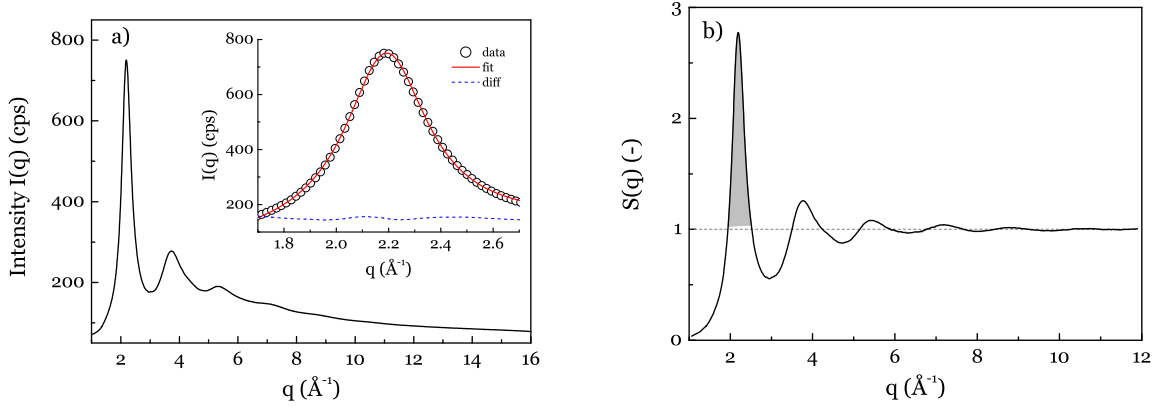 a)
Intensity I(q) (cps)
800
600
400
200
2 4 6 8 10 12 14 16
q (Å⁻¹)
I(q) (cps)
800
600
400
200
1.8 2.0 2.2 2.4 2.6
q (Å⁻¹)
data
fit
diff
b)
S(q) (-)
3
2
1
0
2 4 6 8 10 12
q (Å⁻¹)